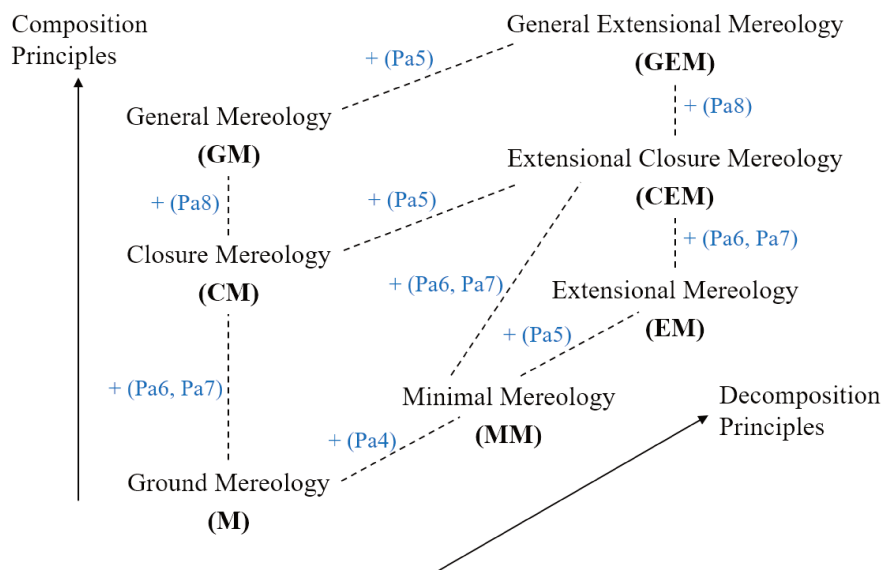 Composition
Principles
General Extensional Mereology
(GEM)
+ (Pa5)
+ (Pa8)
General Mereology
(GM)
Extensional Closure Mereology
(CEM)
+ (Pa8)
+ (Pa5)
+ (Pa6, Pa7)
Closure Mereology
(CM)
+ (Pa6, Pa7)
Extensional Mereology
(EM)
+ (Pa5)
+ (Pa6, Pa7)
Minimal Mereology
(MM)
Decomposition
Principles
+ (Pa4)
Ground Mereology
(M)